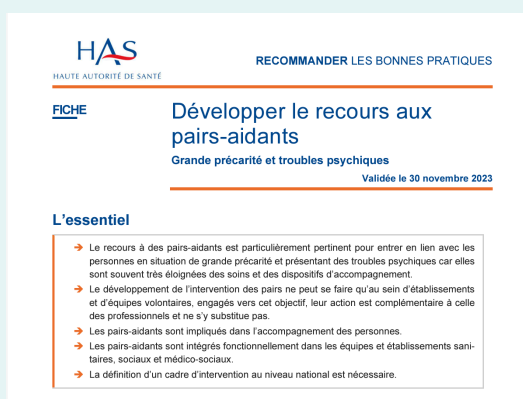 HAS
HAUTE AUTORITÉ DE SANTÉ
RECOMMANDER LES BONNES PRATIQUES
FICHE
Développer le recours aux
pairs-aidants
Grande précarité et troubles psychiques
Validée le 30 novembre 2023
L'essentiel
➔ Le recours à des pairs-aidants est particulièrement pertinent pour entrer en lien avec les
personnes en situation de grande précarité et présentant des troubles psychiques car elles
sont souvent très éloignées des soins et des dispositifs d'accompagnement.
➔ Le développement de l'intervention des pairs ne peut se faire qu'au sein d'établissements
et d'équipes volontaires, engagés vers cet objectif, leur action est complémentaire à celle
des professionnels et ne s'y substitue pas.
➔ Les pairs-aidants sont impliqués dans l'accompagnement des personnes.
➔ Les pairs-aidants sont intégrés fonctionnellement dans les équipes et établissements sani-
taires, sociaux et médico-sociaux.
➔ La définition d'un cadre d'intervention au niveau national est nécessaire.